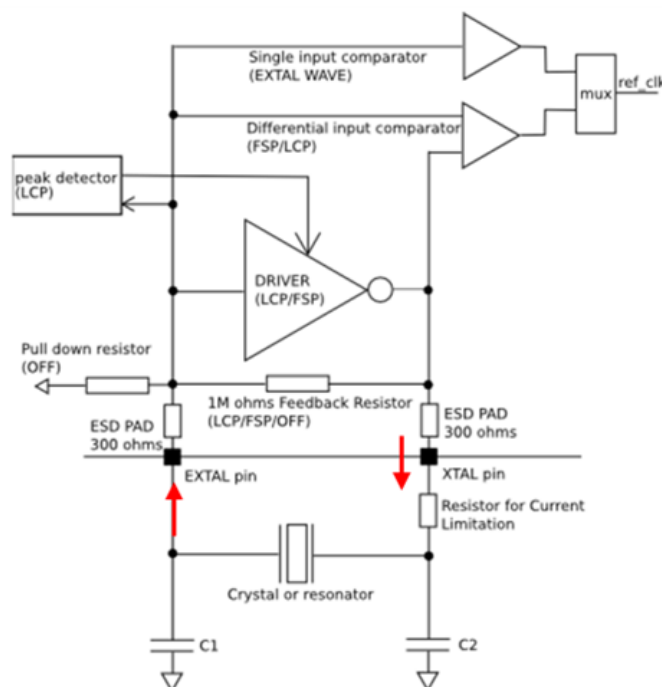 Single input comparator
(EXTAL WAVE)
mux
ref_clk
Differential input comparator
(FSP/LCP)
peak detector
(LCP)
DRIVER
(LCP/FSP)
Pull down resistor
(OFF)
1M ohms Feedback Resistor
(LCP/FSP/OFF)
ESD PAD
300 ohms
ESD PAD
300 ohms
EXTAL pin
XTAL pin
Resistor for Current
Limitation
Crystal or resonator
C1
C2